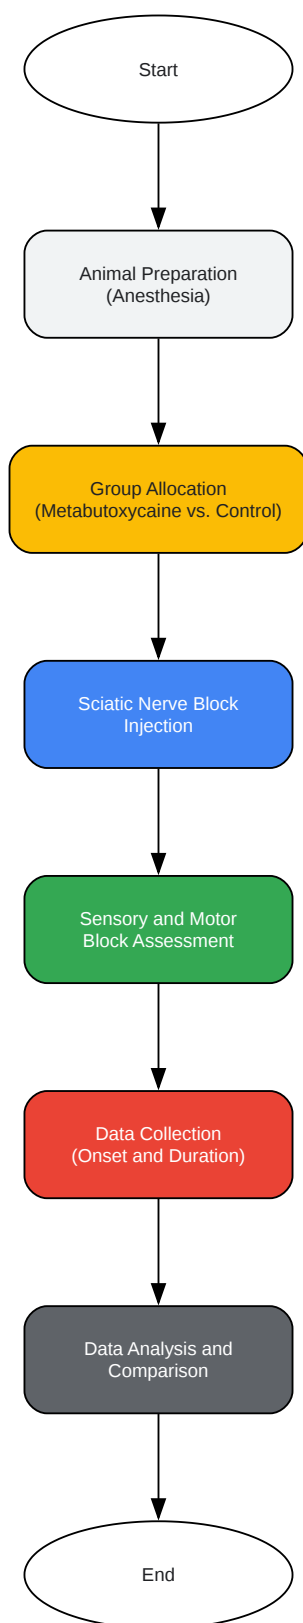 Start
Animal Preparation
(Anesthesia)
Group Allocation
(Metabutoxycaine vs. Control)
Sciatic Nerve Block
Injection
Sensory and Motor
Block Assessment
Data Collection
(Onset and Duration)
Data Analysis and
Comparison
End